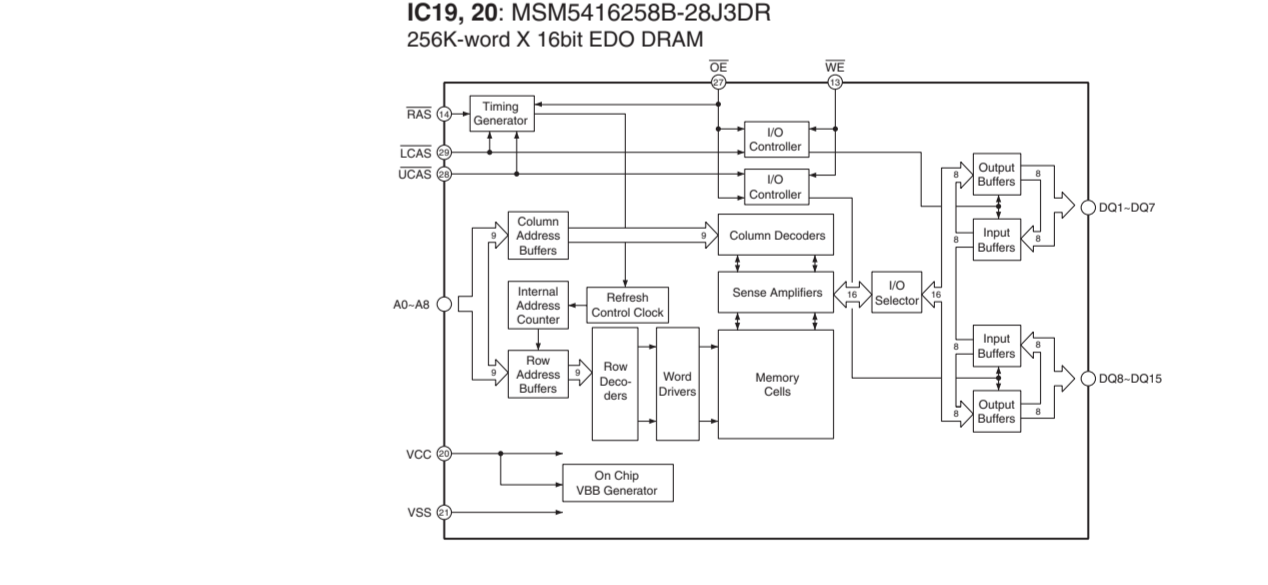 IC19, 20: MSM5416258B-28J3DR
256K-word X 16bit EDO DRAM
OE
27
WE
13
RAS
14
Timing
Generator
LCAS
29
UCAS
28
I/O
Controller
I/O
Controller
Output
Buffers
8
8
DQ1~DQ7
Input
Buffers
8
8
Column
Address
Buffers
9
9
Column Decoders
A0~A8
Internal
Address
Counter
Refresh
Control Clock
Sense Amplifiers
16
I/O
Selector
16
Row
Address
Buffers
9
9
Row
Deco-
ders
Word
Drivers
Memory
Cells
Input
Buffers
8
8
DQ8~DQ15
Output
Buffers
8
8
VCC
20
On Chip
VBB Generator
VSS
21